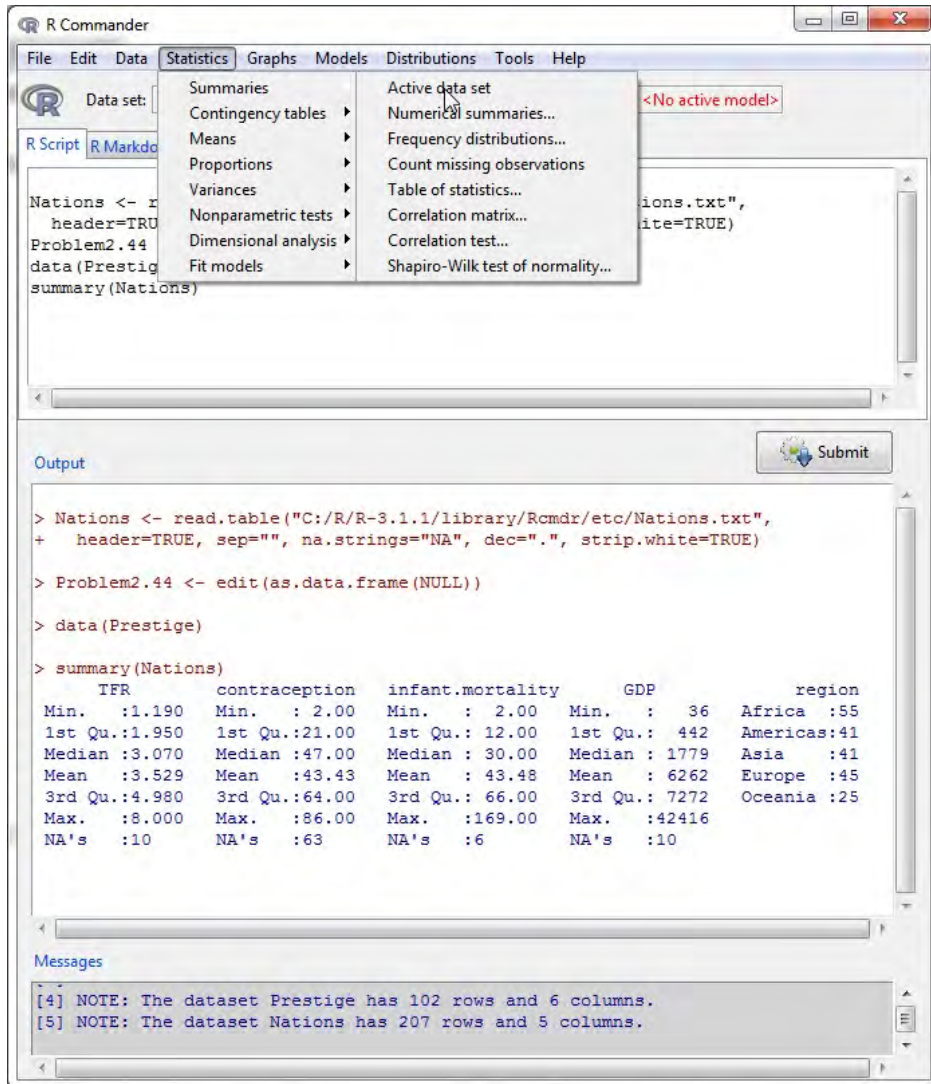 R Commander
File Edit Data Statistics Graphs Models Distributions Tools Help
Data set:
<No active model>
Summaries
Contingency tables
Means
Proportions
Variances
Nonparametric tests
Dimensional analysis
Fit models
Active data set
Numerical summaries...
Frequency distributions...
Count missing observations
Table of statistics...
Correlation matrix...
Correlation test...
Shapiro-Wilk test of normality...
R Script R Markdo
Nations <- r ions.txt",
header=TRU ite=TRUE)
Problem2.44
data(Prestig
summary(Nations)
Submit
Output
> Nations <- read.table("C:/R/R-3.1.1/library/Rcmdr/etc/Nations.txt",
+   header=TRUE, sep="", na.strings="NA", dec=".", strip.white=TRUE)
> Problem2.44 <- edit(as.data.frame(NULL))
> data(Prestige)
> summary(Nations)
TFR contraception infant.mortality GDP region
Min. :1.190 Min. : 2.00 Min. : 2.00 Min. : 36 Africa :55
1st Qu.:1.950 1st Qu.:21.00 1st Qu.: 12.00 1st Qu.: 442 Americas:41
Median :3.070 Median :47.00 Median : 30.00 Median : 1779 Asia :41
Mean :3.529 Mean :43.43 Mean : 43.48 Mean : 6262 Europe :45
3rd Qu.:4.980 3rd Qu.:64.00 3rd Qu.: 66.00 3rd Qu.: 7272 Oceania :25
Max. :8.000 Max. :86.00 Max. :169.00 Max. :42416
NA's :10 NA's :63 NA's :6 NA's :10
Messages
[4] NOTE: The dataset Prestige has 102 rows and 6 columns.
[5] NOTE: The dataset Nations has 207 rows and 5 columns.